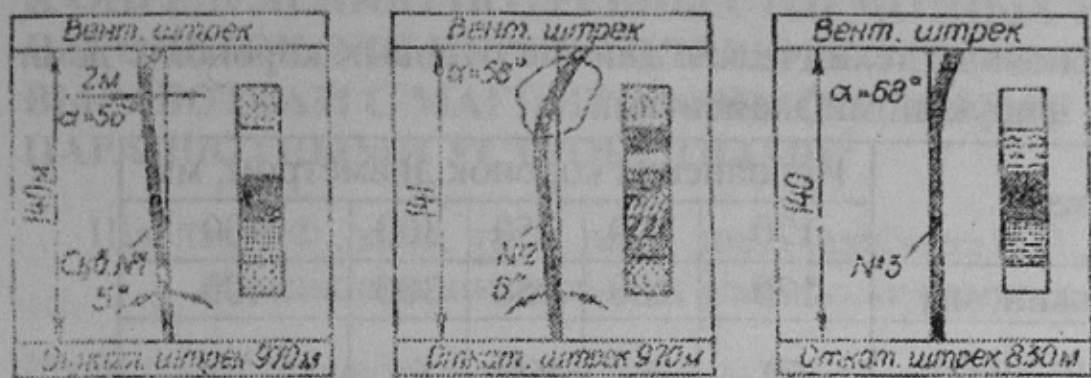 Вент. штрек
2м
α=56°
140м
Скв.№1
5°
Откат. штрек 970м
Вент. штрек
α=58°
141
№2
6°
Откат. штрек 970м
Вент. штрек
α=68°
140
№3
Откат. штрек 830м